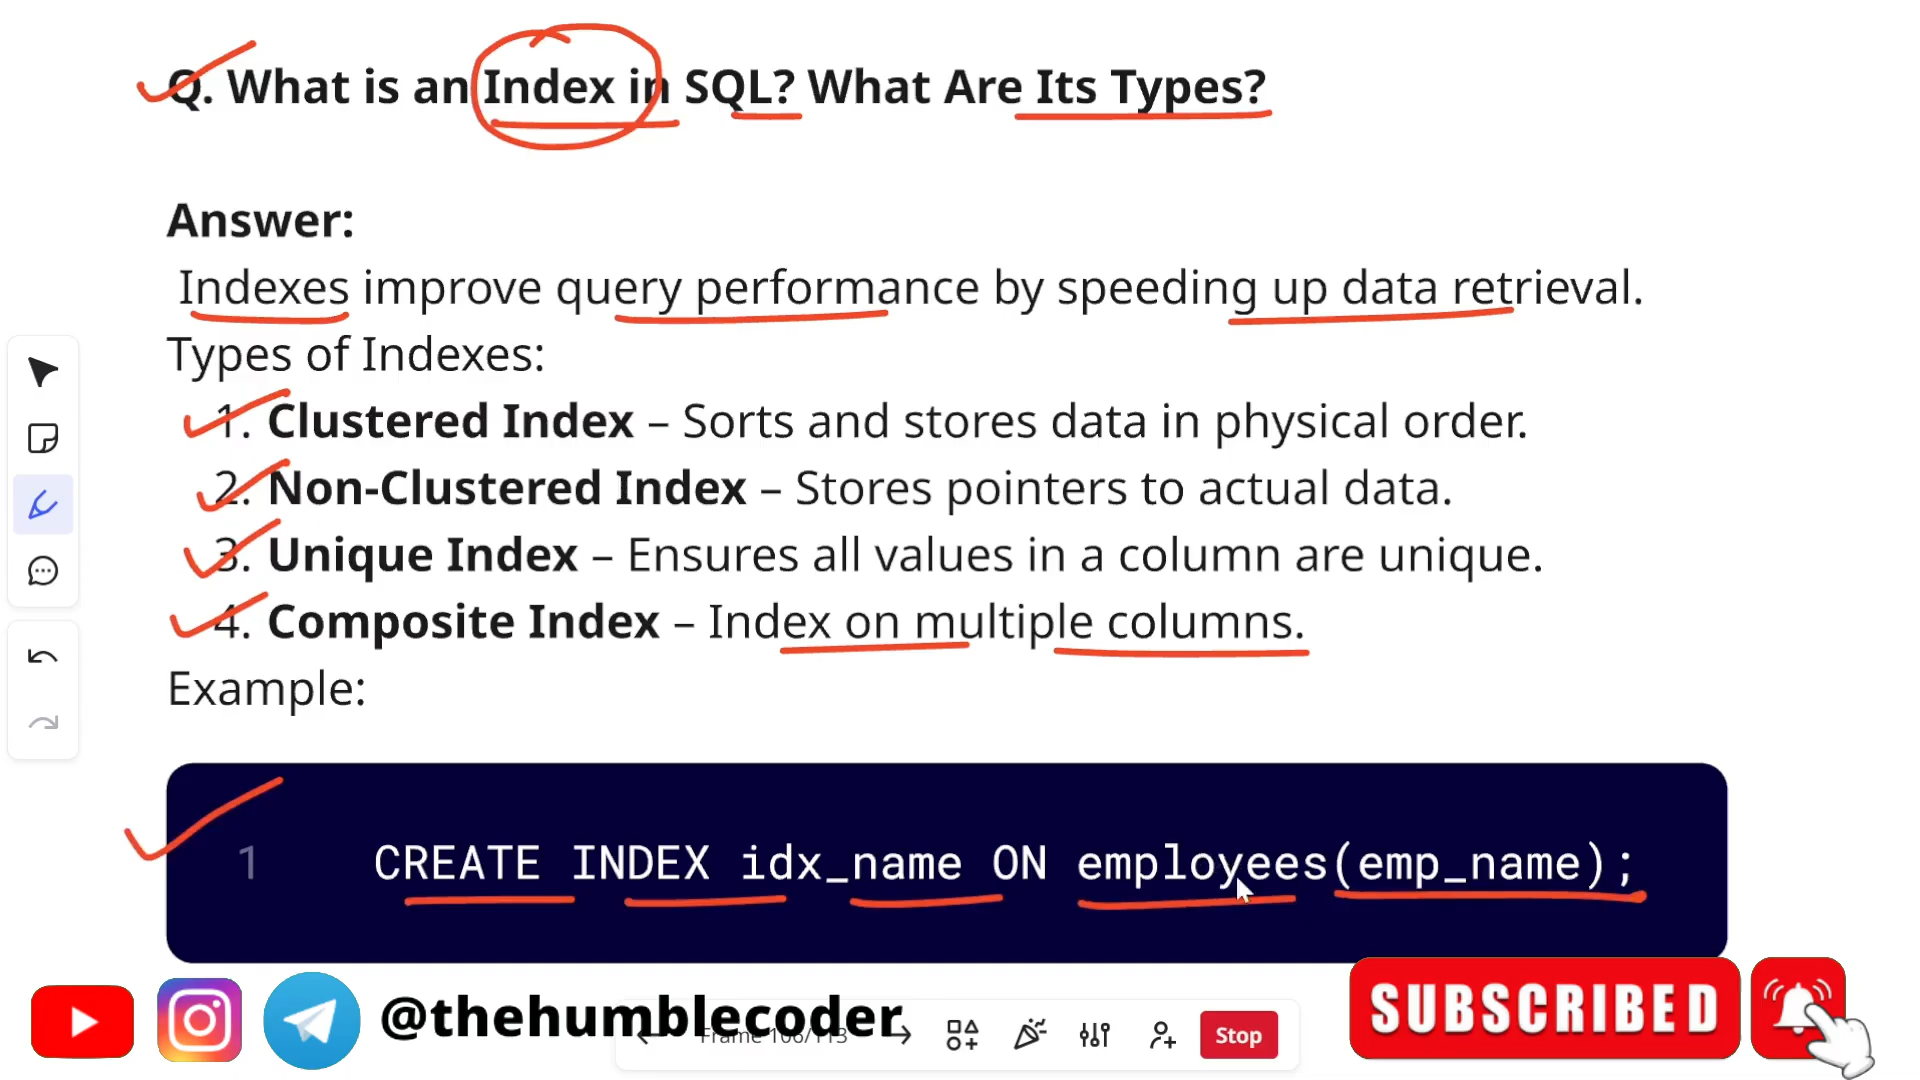 Q. What is an Index in SQL? What Are Its Types?
Answer:
Indexes improve query performance by speeding up data retrieval.
Types of Indexes:
1. Clustered Index – Sorts and stores data in physical order.
2. Non-Clustered Index – Stores pointers to actual data.
3. Unique Index – Ensures all values in a column are unique.
4. Composite Index – Index on multiple columns.
Example:
1 CREATE INDEX idx_name ON employees(emp_name);
@thehumblecoder
Frame 106/113
Stop
SUBSCRIBED